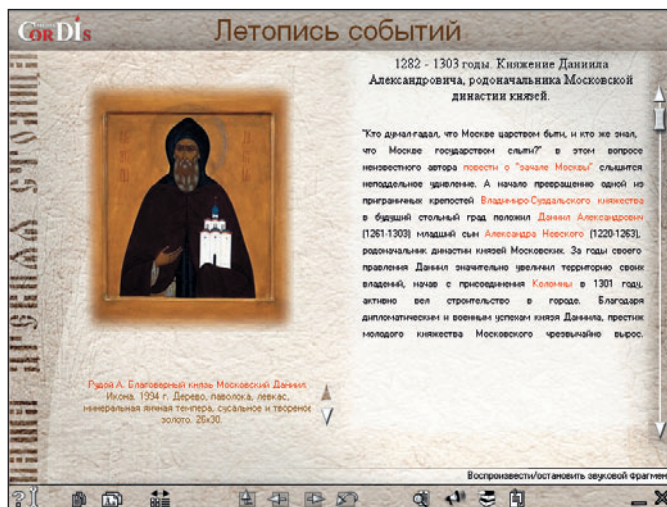 CORDIS
Летопись событий
1282 - 1303 годы. Княжение Даниила
Александровича, родоначальника Московской
династии князей.
"Кто думал-гадал, что Москве царством быти, и кто же знал,
что Москве государством слыти?" в этом вопросе
неизвестного автора повести о "зачале Москвы" слышится
неподдельное удивление. А начало превращению одной из
приграничных крепостей Владимиро-Суздальского княжества
в будущий стольный град положил Даниил Александрович
(1261-1303) младший сын Александра Невского (1220-1263),
родоначальник династии князей Московских. За годы своего
правления Даниил значительно увеличил территорию своих
владений, начав с присоединения Коломны в 1301 году,
активно вел строительство в городе. Благодаря
дипломатическим и военным успехам князя Даниила, престиж
молодого княжества Московского чрезвычайно вырос.
Рудой А. Благоверный князь Московский Даниил.
Икона. 1994 г. Дерево, паволока, левкас,
минеральная яичная темпера, сусальное и твореное
золото. 26x30.
Воспроизвести/остановить звуковой фрагмен